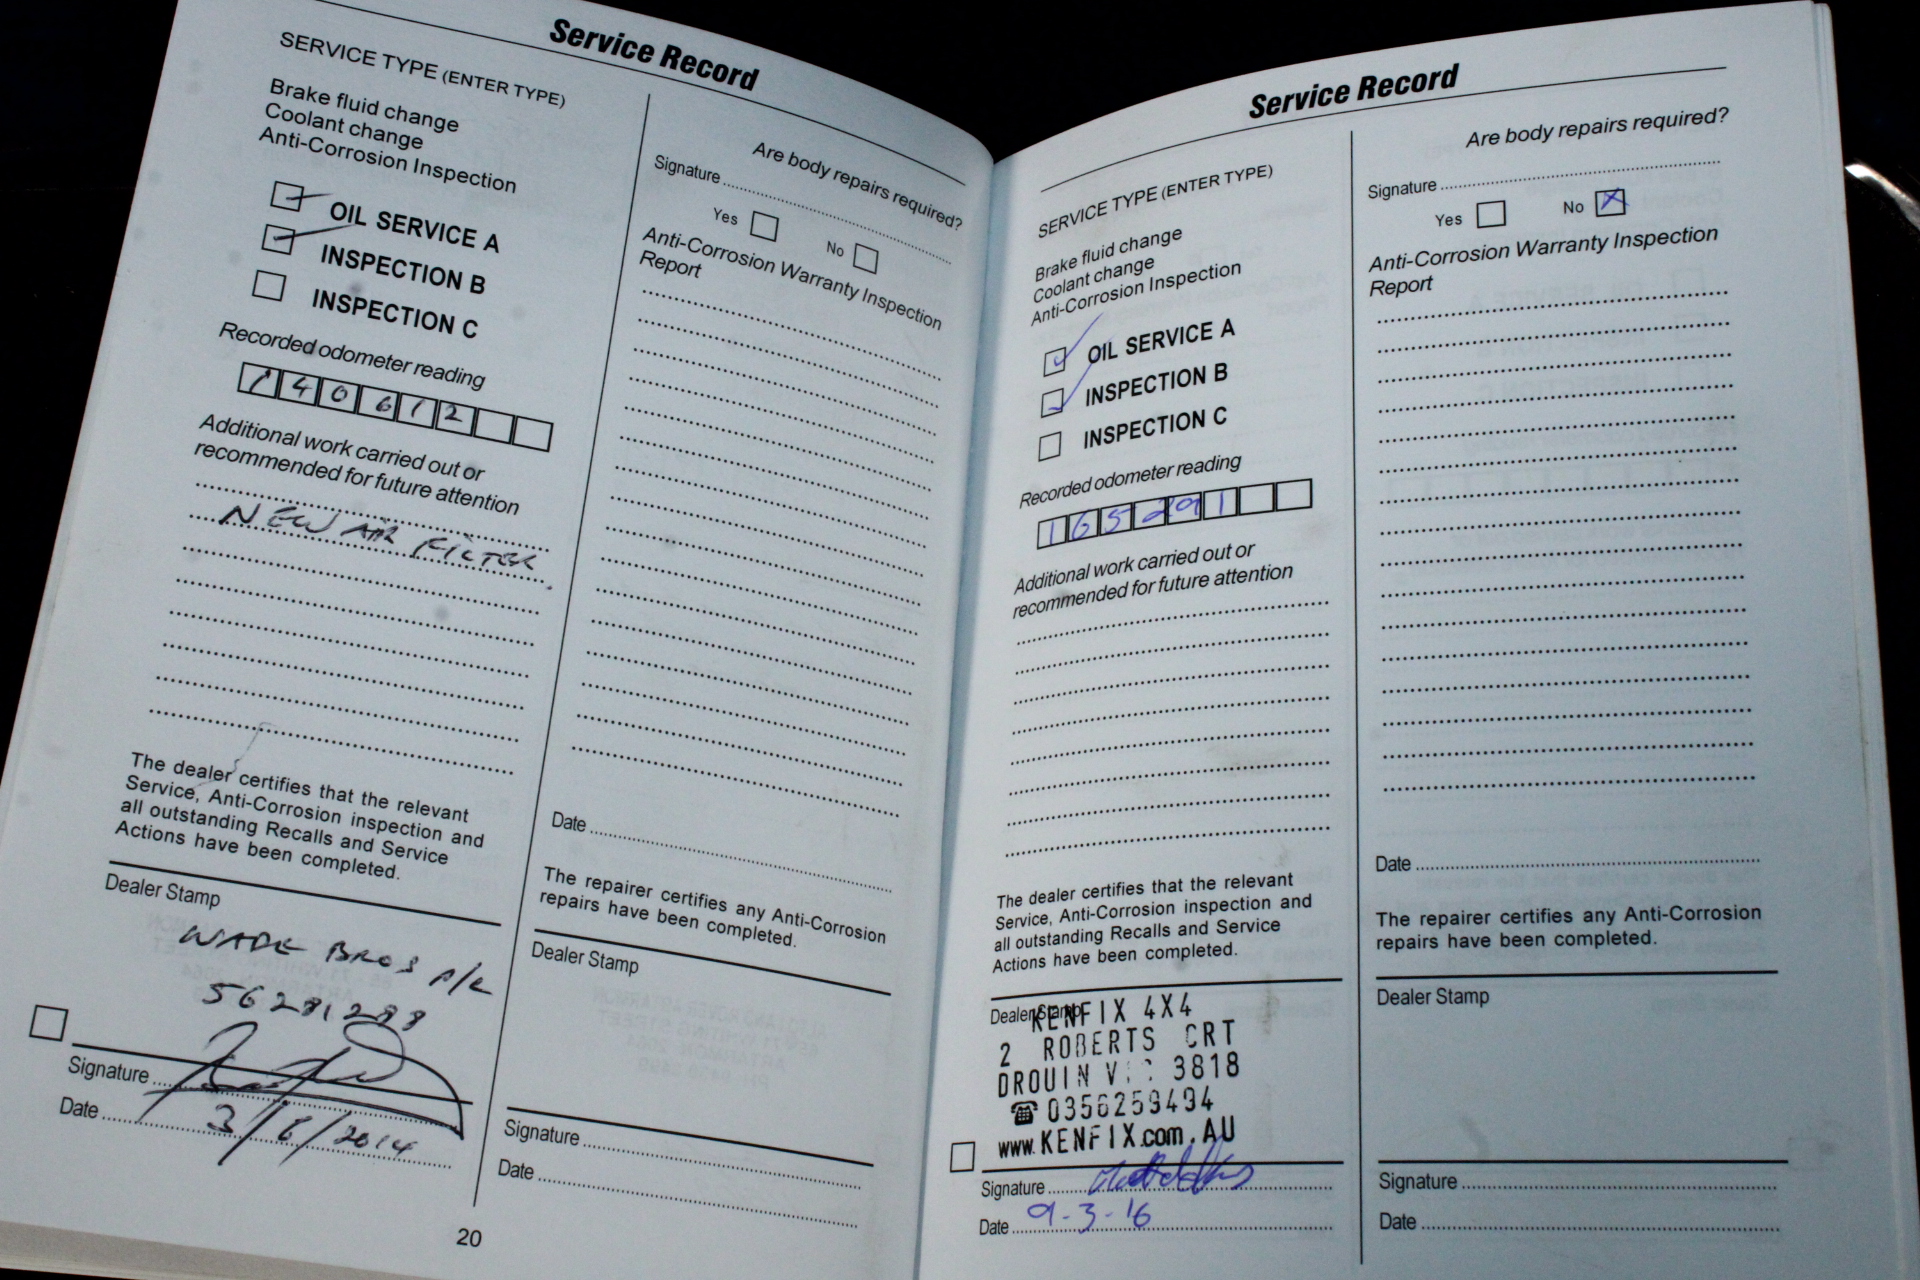 Service Record
SERVICE TYPE (ENTER TYPE)
Brake fluid change
Coolant change
Anti-Corrosion Inspection
OIL SERVICE A
INSPECTION B
INSPECTION C
Recorded odometer reading
140612
Additional work carried out or
recommended for future attention
NEW AIR FILTER
The dealer certifies that the relevant
Service, Anti-Corrosion inspection and
all outstanding Recalls and Service
Actions have been completed.
Dealer Stamp
WADE BROS P/L
56281288
Signature
Date 3/6/2014
Are body repairs required?
Signature
Yes No
Anti-Corrosion Warranty Inspection
Report
Date
The repairer certifies any Anti-Corrosion
repairs have been completed.
Dealer Stamp
Signature
Date
20
Service Record
SERVICE TYPE (ENTER TYPE)
Brake fluid change
Coolant change
Anti-Corrosion Inspection
OIL SERVICE A
INSPECTION B
INSPECTION C
Recorded odometer reading
165291
Additional work carried out or
recommended for future attention
The dealer certifies that the relevant
Service, Anti-Corrosion inspection and
all outstanding Recalls and Service
Actions have been completed.
Dealer Stamp
KENFIX 4X4
2 ROBERTS CRT
DROUIN VIC 3818
☎ 0356259494
www.KENFIX.com.AU
Signature
Date 9-3-16
Are body repairs required?
Signature
Yes No
Anti-Corrosion Warranty Inspection
Report
Date
The repairer certifies any Anti-Corrosion
repairs have been completed.
Dealer Stamp
Signature
Date